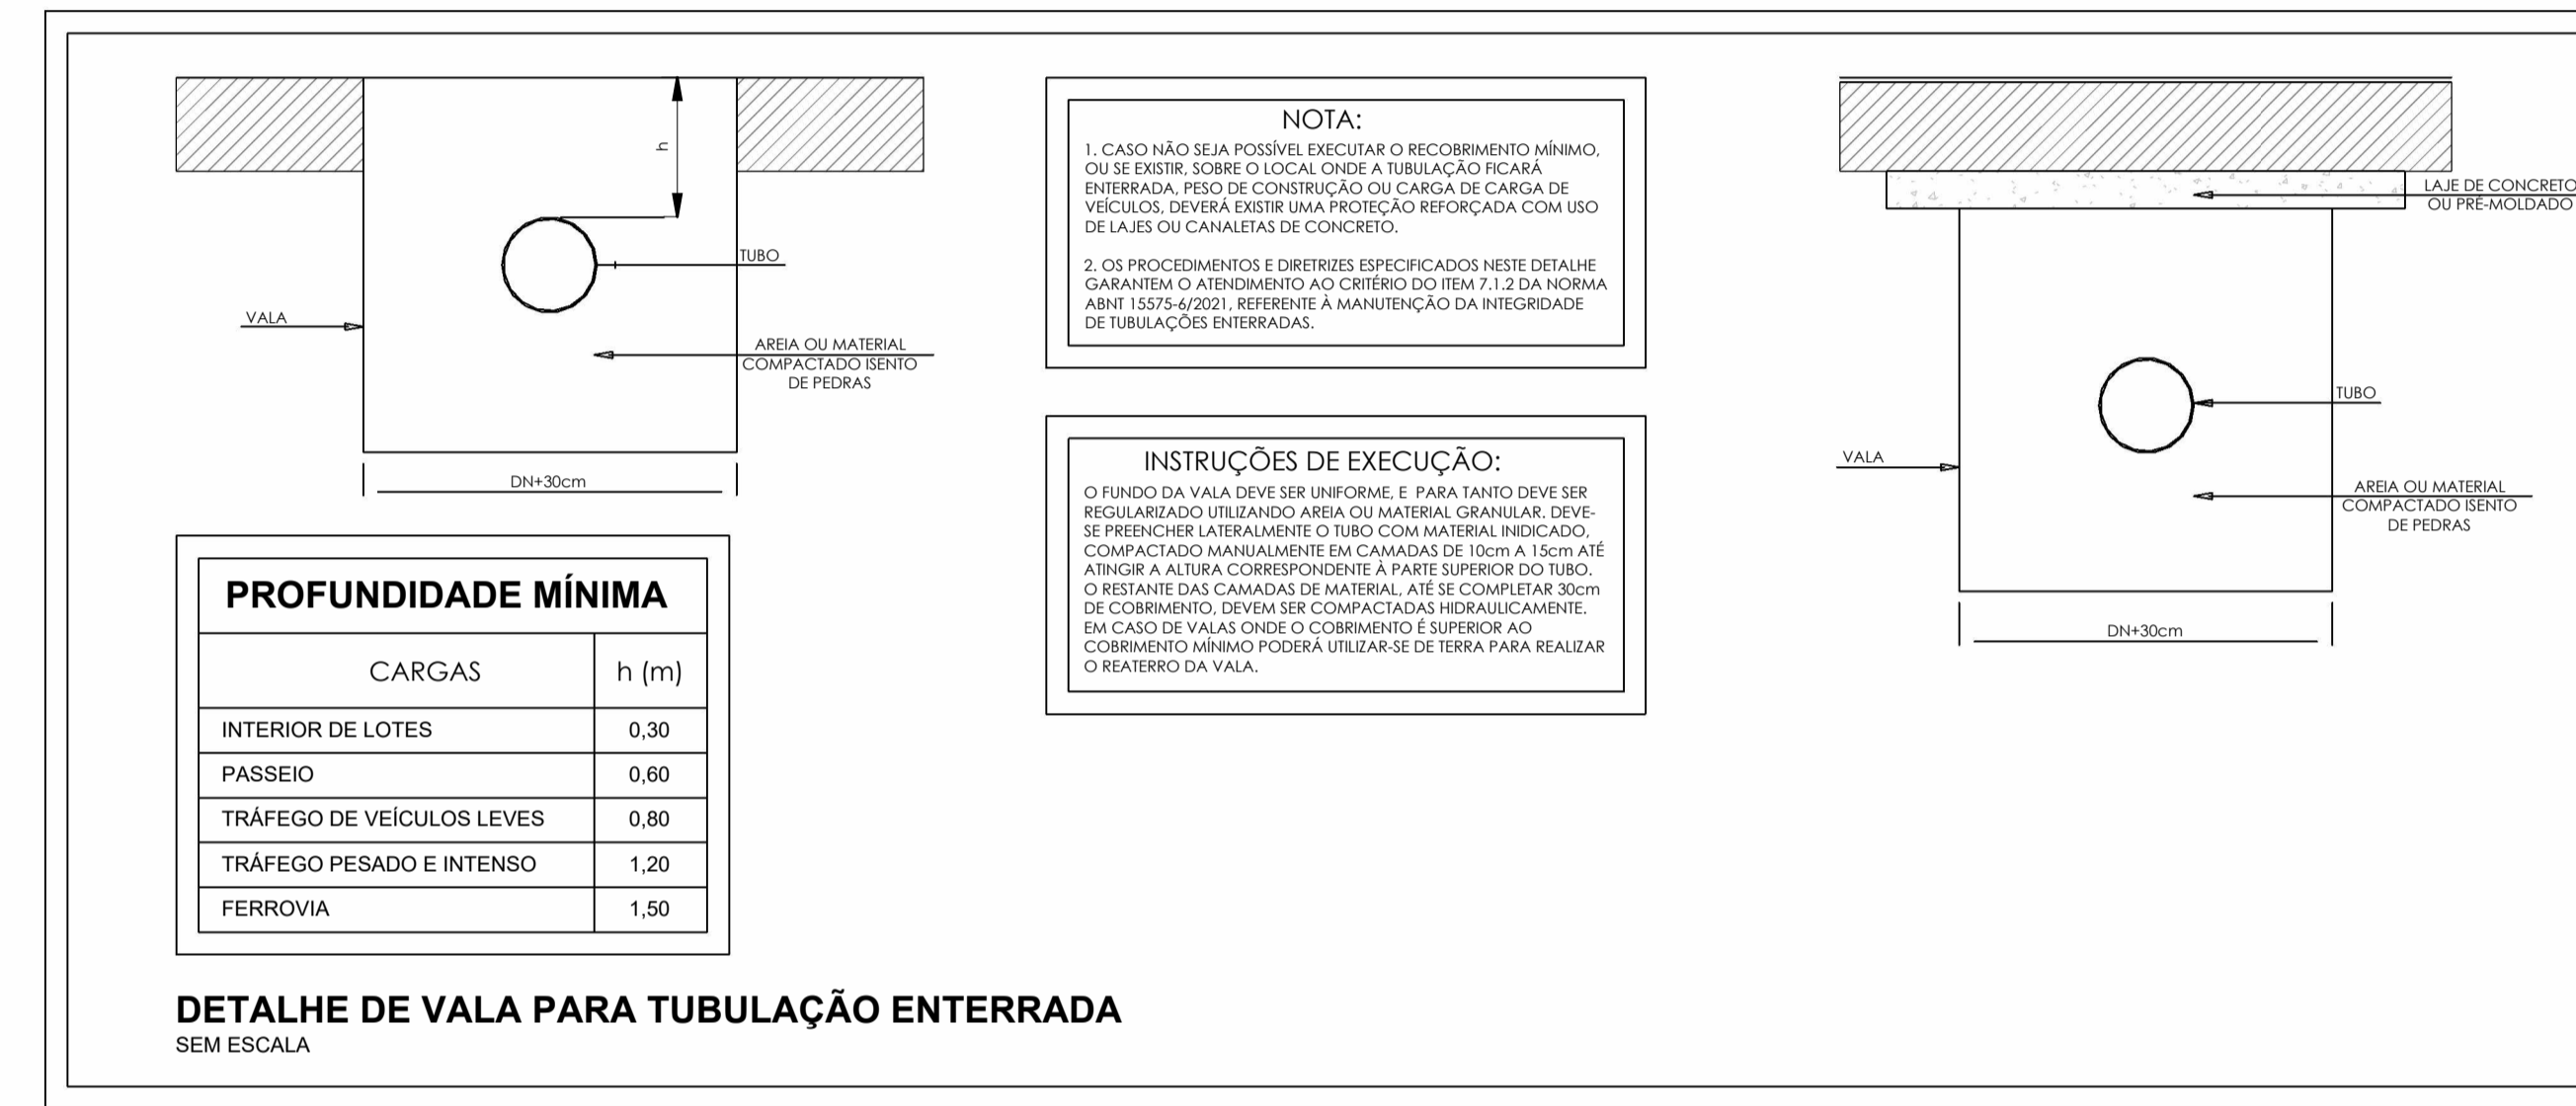 h
TUBO
VALA
AREIA OU MATERIAL
COMPACTADO ISENTO
DE PEDRAS
DN+30cm
PROFUNDIDADE MÍNIMA
CARGAS h (m)
INTERIOR DE LOTES 0,30
PASSEIO 0,60
TRÁFEGO DE VEÍCULOS LEVES 0,80
TRÁFEGO PESADO E INTENSO 1,20
FERROVIA 1,50
DETALHE DE VALA PARA TUBULAÇÃO ENTERRADA
SEM ESCALA
NOTA:
1. CASO NÃO SEJA POSSÍVEL EXECUTAR O RECOBRIMENTO MÍNIMO,
OU SE EXISTIR, SOBRE O LOCAL ONDE A TUBULAÇÃO FICARÁ
ENTERRADA, PESO DE CONSTRUÇÃO OU CARGA DE CARGA DE
VEÍCULOS, DEVERÁ EXISTIR UMA PROTEÇÃO REFORÇADA COM USO
DE LAJES OU CANALETAS DE CONCRETO.
2. OS PROCEDIMENTOS E DIRETRIZES ESPECIFICADOS NESTE DETALHE
GARANTEM O ATENDIMENTO AO CRITÉRIO DO ITEM 7.1.2 DA NORMA
ABNT 15575-6/2021, REFERENTE À MANUTENÇÃO DA INTEGRIDADE
DE TUBULAÇÕES ENTERRADAS.
INSTRUÇÕES DE EXECUÇÃO:
O FUNDO DA VALA DEVE SER UNIFORME, E PARA TANTO DEVE SER
REGULARIZADO UTILIZANDO AREIA OU MATERIAL GRANULAR. DEVE-
SE PREENCHER LATERALMENTE O TUBO COM MATERIAL INIDICADO,
COMPACTADO MANUALMENTE EM CAMADAS DE 10cm A 15cm ATÉ
ATINGIR A ALTURA CORRESPONDENTE À PARTE SUPERIOR DO TUBO.
O RESTANTE DAS CAMADAS DE MATERIAL, ATÉ SE COMPLETAR 30cm
DE COBRIMENTO, DEVEM SER COMPACTADAS HIDRAULICAMENTE.
EM CASO DE VALAS ONDE O COBRIMENTO É SUPERIOR AO
COBRIMENTO MÍNIMO PODERÁ UTILIZAR-SE DE TERRA PARA REALIZAR
O REATERRO DA VALA.
LAJE DE CONCRETO
OU PRÉ-MOLDADO
TUBO
VALA
AREIA OU MATERIAL
COMPACTADO ISENTO
DE PEDRAS
DN+30cm